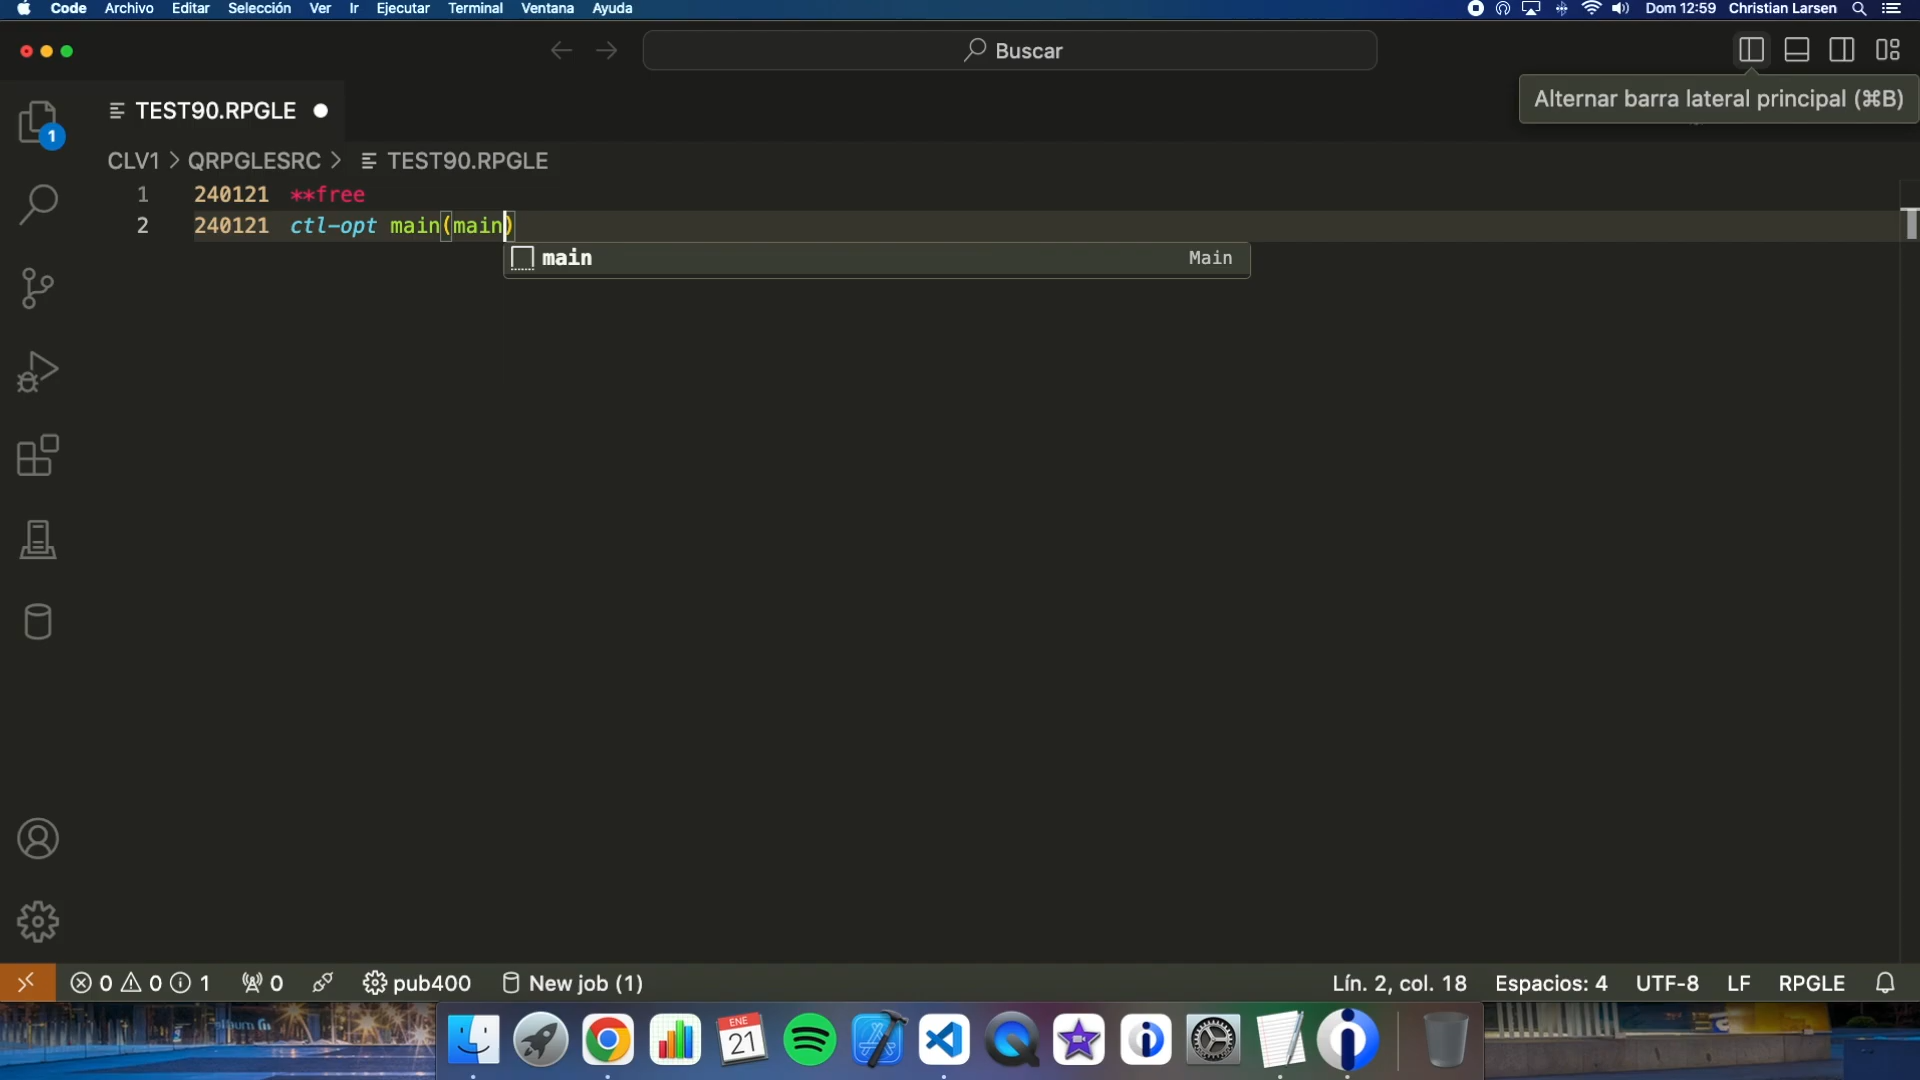 Code Archivo Editar Selección Ver Ir Ejecutar Terminal Ventana Ayuda Dom 12:59 Christian Larsen
Buscar
Alternar barra lateral principal (⌘B)
1
TEST90.RPGLE
CLV1 > QRPGLESRC > TEST90.RPGLE
1 240121 **free
2 240121 ctl-opt main(main)
main Main
0 0 1 0 pub400 New job (1) Lín. 2, col. 18 Espacios: 4 UTF-8 LF RPGLE
ENE
21